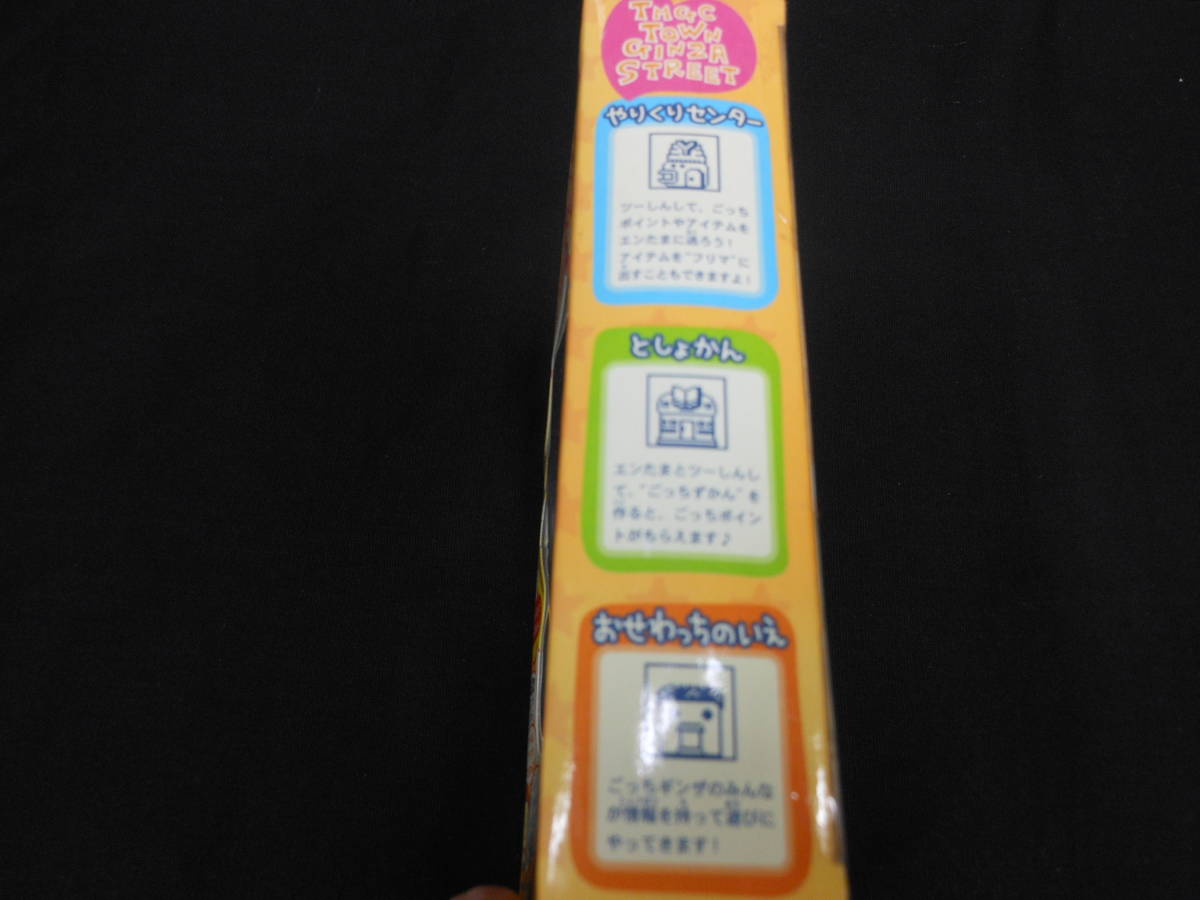 TMGC
TOWN
GINZA
STREET
やりくりセンター
ツーしんして、ごっち
ポイントやアイテムを
エンたまに送ろう!
アイテムを"フリマ"に
出すこともできますよ!
としょかん
エンたまとツーしんし
て、"ごっちずかん"を
作ると、ごっちポイン
トがもらえます♪
おせわっちのいえ
ごっちギンザのみんな
が情報を持って遊びに
やってきます!